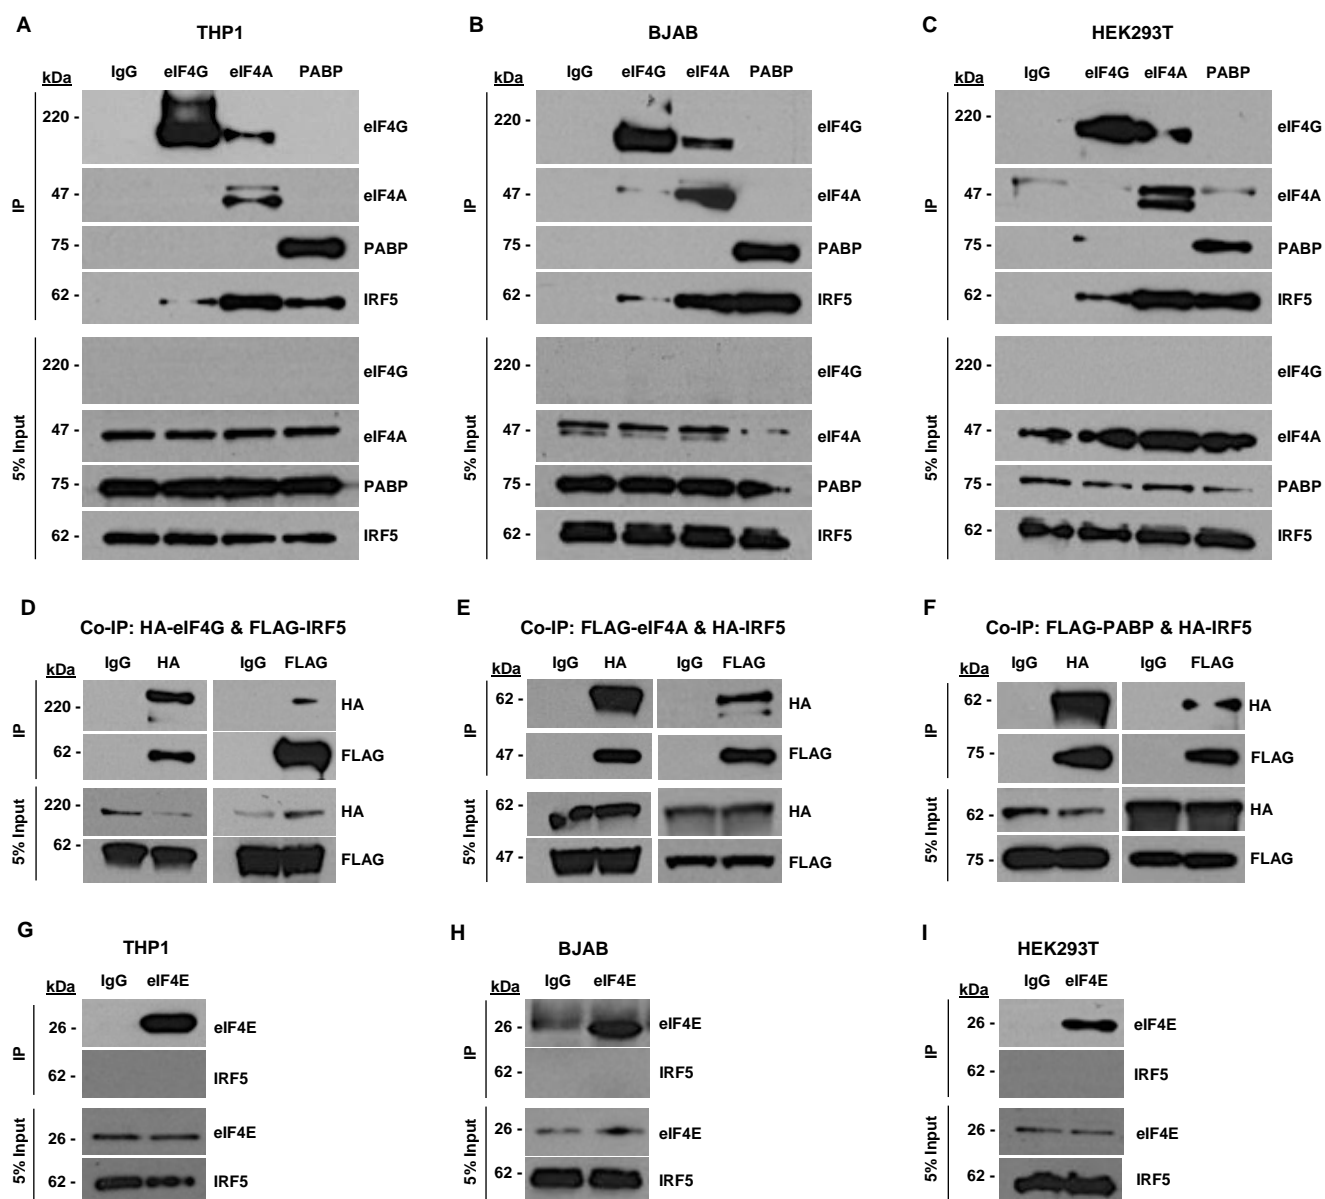 A
THP1
kDa
IgG eIF4G eIF4A PABP
IP
220 - eIF4G
47 - eIF4A
75 - PABP
62 - IRF5
5% Input
220 - eIF4G
47 - eIF4A
75 - PABP
62 - IRF5
B
BJAB
kDa
IgG eIF4G eIF4A PABP
IP
220 - eIF4G
47 - eIF4A
75 - PABP
62 - IRF5
5% Input
220 - eIF4G
47 - eIF4A
75 - PABP
62 - IRF5
C
HEK293T
kDa
IgG eIF4G eIF4A PABP
IP
220 - eIF4G
47 - eIF4A
75 - PABP
62 - IRF5
5% Input
220 - eIF4G
47 - eIF4A
75 - PABP
62 - IRF5
D
Co-IP: HA-eIF4G & FLAG-IRF5
kDa
IgG HA IgG FLAG
IP
220 - HA
62 - FLAG
5% Input
220 - HA
62 - FLAG
E
Co-IP: FLAG-eIF4A & HA-IRF5
kDa
IgG HA IgG FLAG
IP
62 - HA
47 - FLAG
5% Input
62 - HA
47 - FLAG
F
Co-IP: FLAG-PABP & HA-IRF5
kDa
IgG HA IgG FLAG
IP
62 - HA
75 - FLAG
5% Input
62 - HA
75 - FLAG
G
THP1
kDa
IgG eIF4E
IP
26 - eIF4E
62 - IRF5
5% Input
26 - eIF4E
62 - IRF5
H
BJAB
kDa
IgG eIF4E
IP
26 - eIF4E
62 - IRF5
5% Input
26 - eIF4E
62 - IRF5
I
HEK293T
kDa
IgG eIF4E
IP
26 - eIF4E
62 - IRF5
5% Input
26 - eIF4E
62 - IRF5